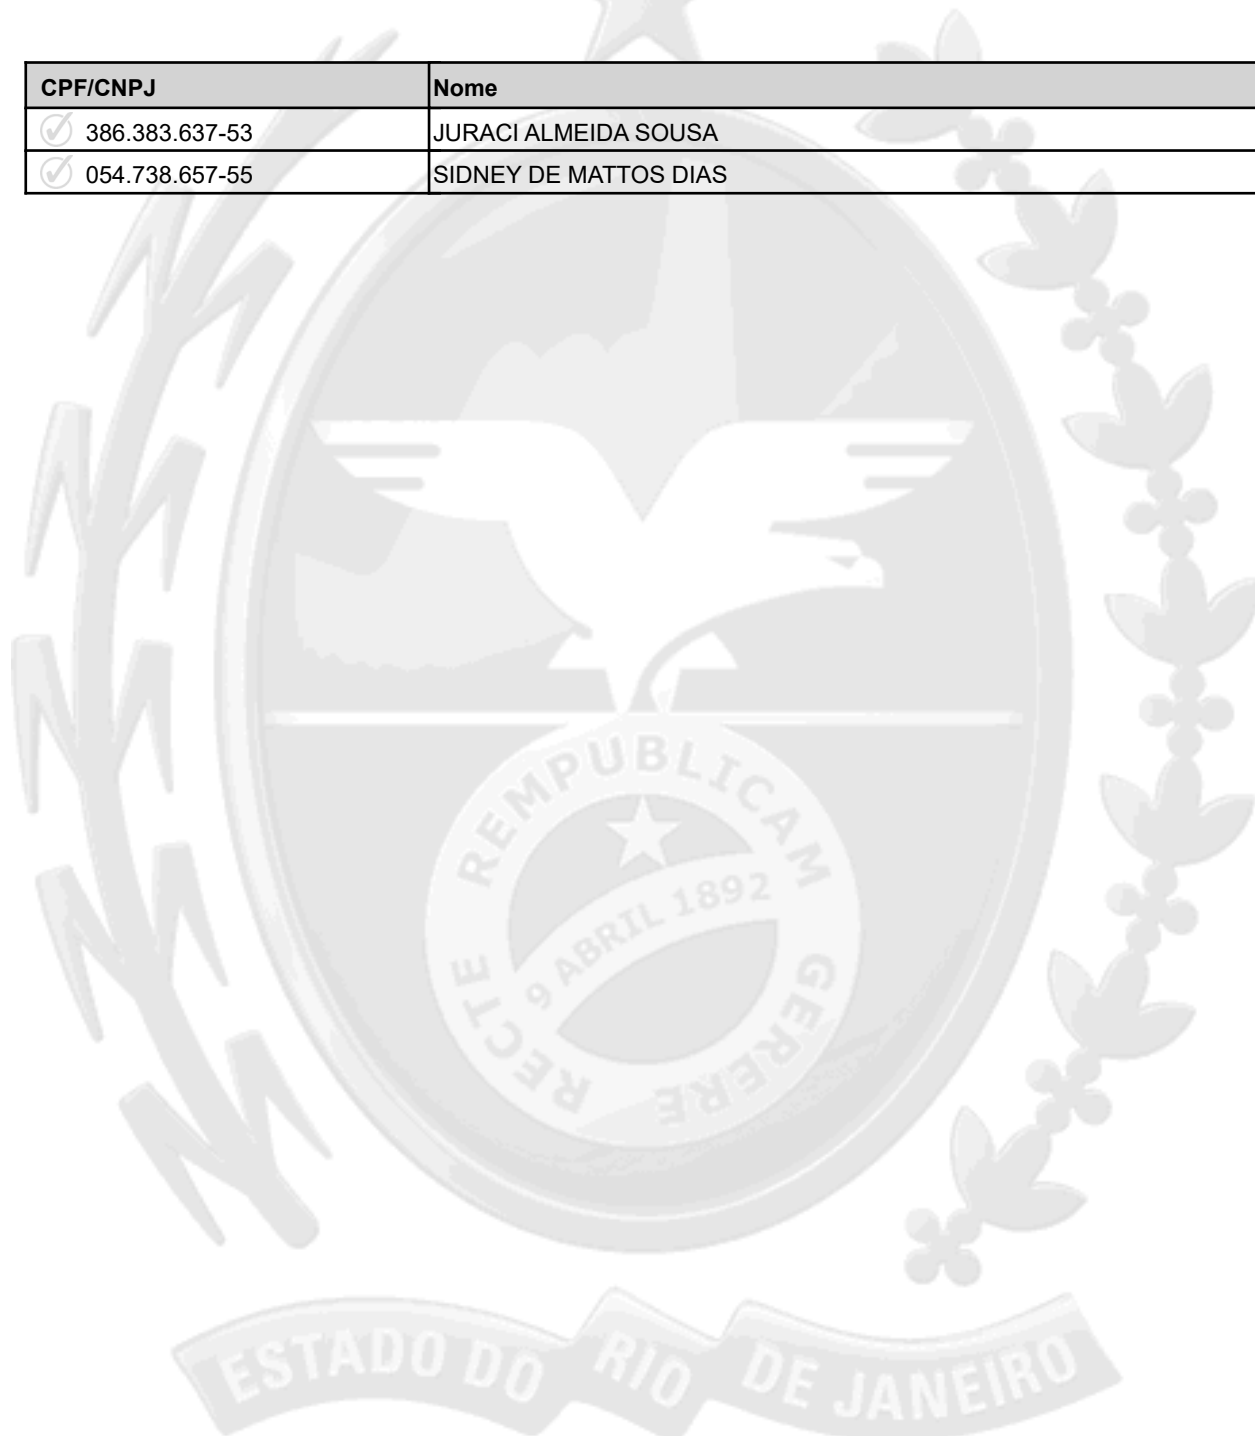 CPF/CNPJ Nome
386.383.637-53 JURACI ALMEIDA SOUSA
054.738.657-55 SIDNEY DE MATTOS DIAS
RECTE REMPUBLICAM GERERE
9 ABRIL 1892
ESTADO DO RIO DE JANEIRO